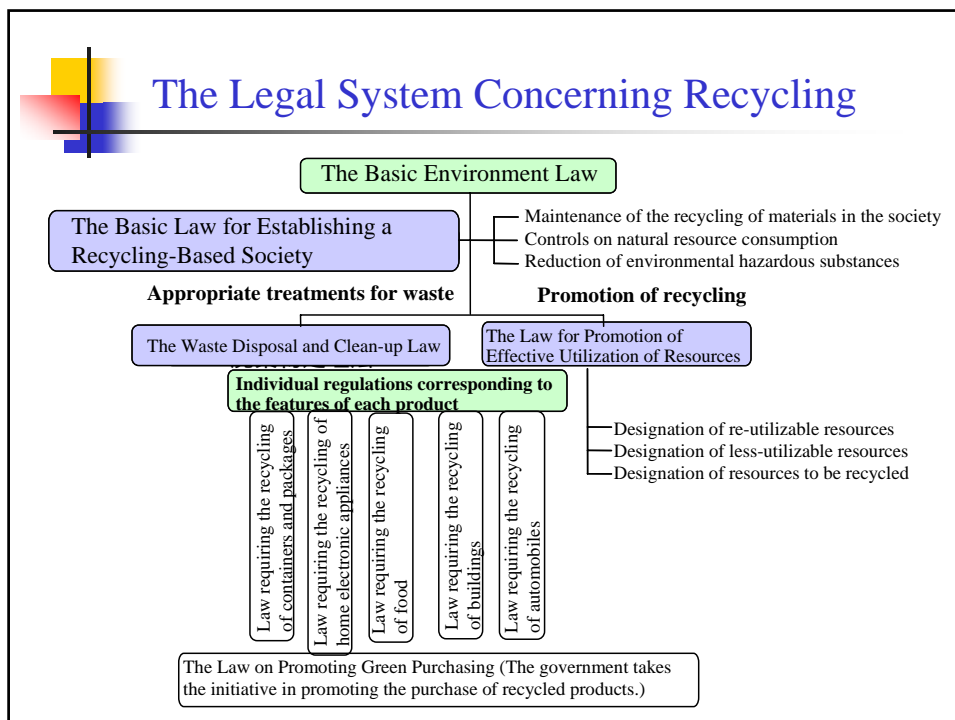 The Legal System Concerning Recycling
The Basic Environment Law
The Basic Law for Establishing a
Recycling-Based Society
Maintenance of the recycling of materials in the society
Controls on natural resource consumption
Reduction of environmental hazardous substances
Appropriate treatments for waste
Promotion of recycling
The Waste Disposal and Clean-up Law
The Law for Promotion of
Effective Utilization of Resources
Individual regulations corresponding to
the features of each product
Designation of re-utilizable resources
Designation of less-utilizable resources
Designation of resources to be recycled
Law requiring the recycling
of containers and packages
Law requiring the recycling of
home electronic appliances
Law requiring the recycling
of food
Law requiring the recycling
of buildings
Law requiring the recycling
of automobiles
The Law on Promoting Green Purchasing (The government takes
the initiative in promoting the purchase of recycled products.)